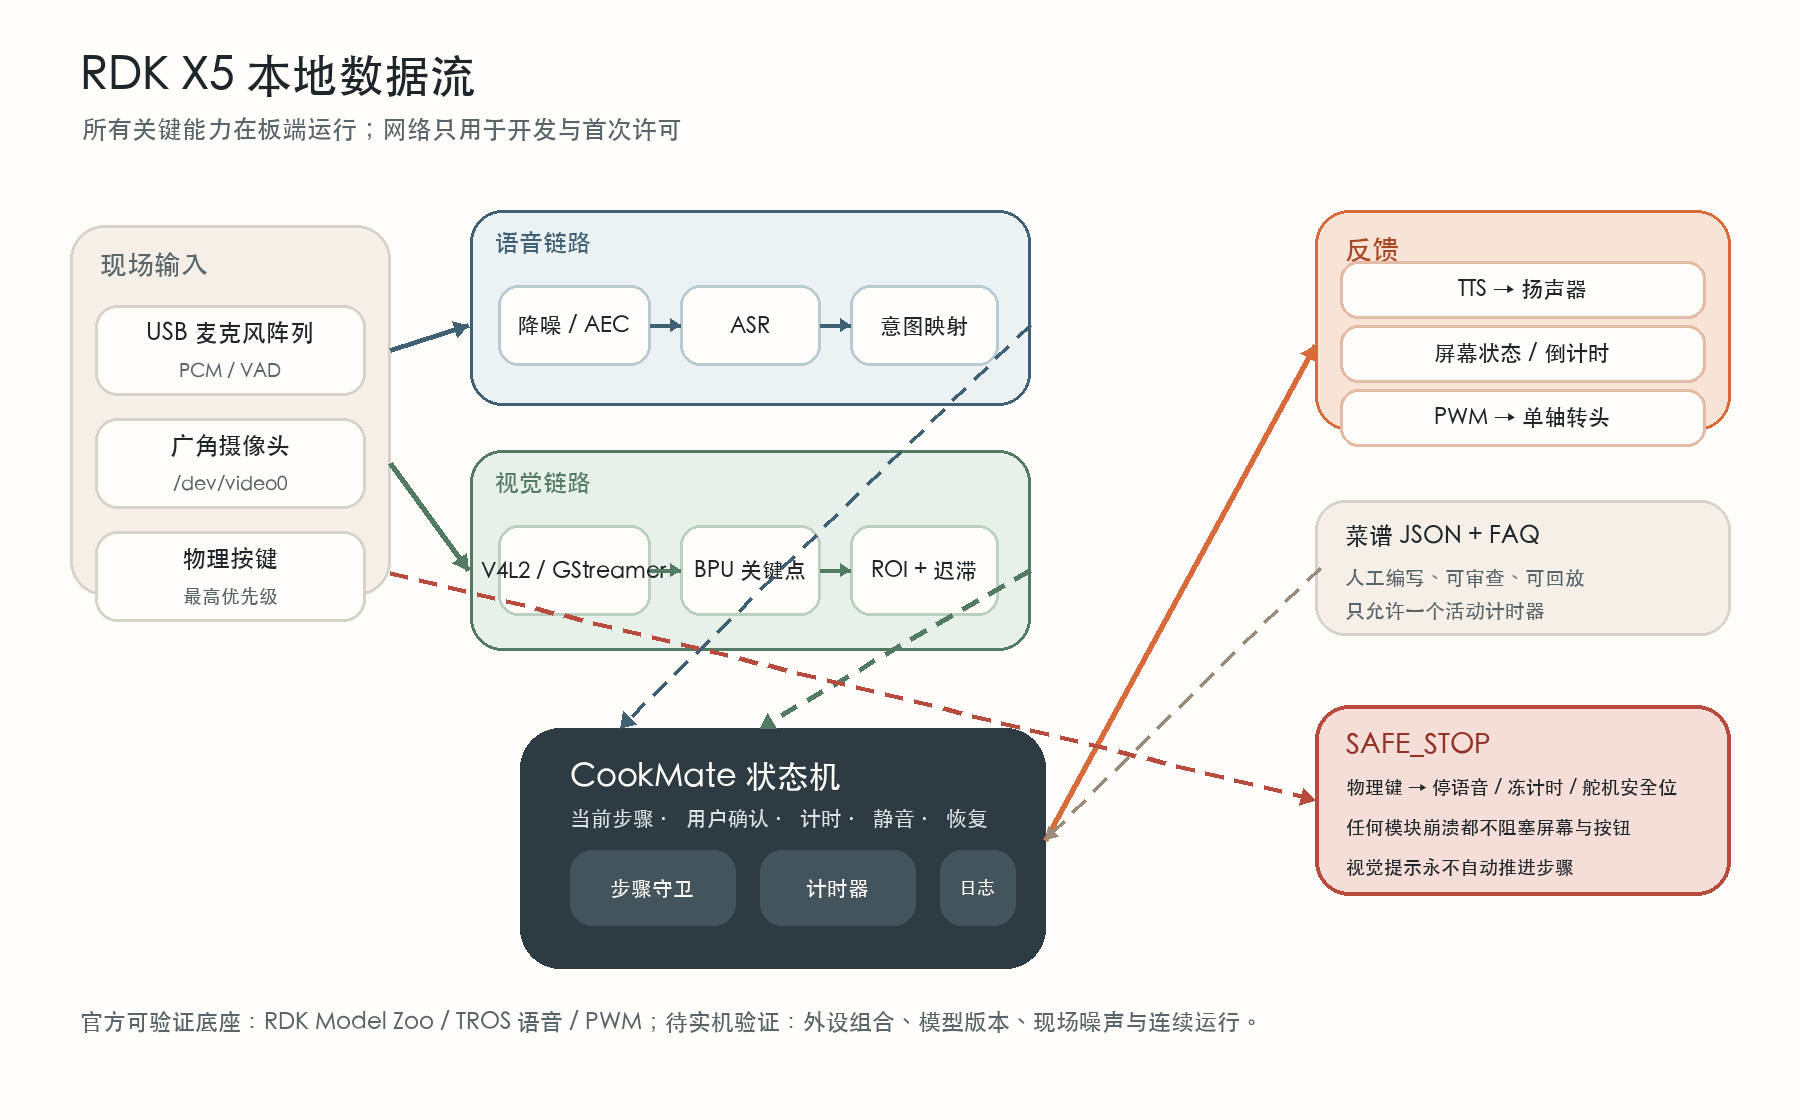 RDK X5 本地数据流
所有关键能力在板端运行；网络只用于开发与首次许可
现场输入
USB 麦克风阵列
PCM / VAD
广角摄像头
/dev/video0
物理按键
最高优先级
语音链路
降噪 / AEC
ASR
意图映射
视觉链路
V4L2 / GStreamer
BPU 关键点
ROI + 迟滞
CookMate 状态机
当前步骤 · 用户确认 · 计时 · 静音 · 恢复
步骤守卫
计时器
日志
反馈
TTS → 扬声器
屏幕状态 / 倒计时
PWM → 单轴转头
菜谱 JSON + FAQ
人工编写、可审查、可回放
只允许一个活动计时器
SAFE_STOP
物理键 → 停语音 / 冻计时 / 舵机安全位
任何模块崩溃都不阻塞屏幕与按钮
视觉提示永不自动推进步骤
官方可验证底座：RDK Model Zoo / TROS 语音 / PWM；待实机验证：外设组合、模型版本、现场噪声与连续运行。